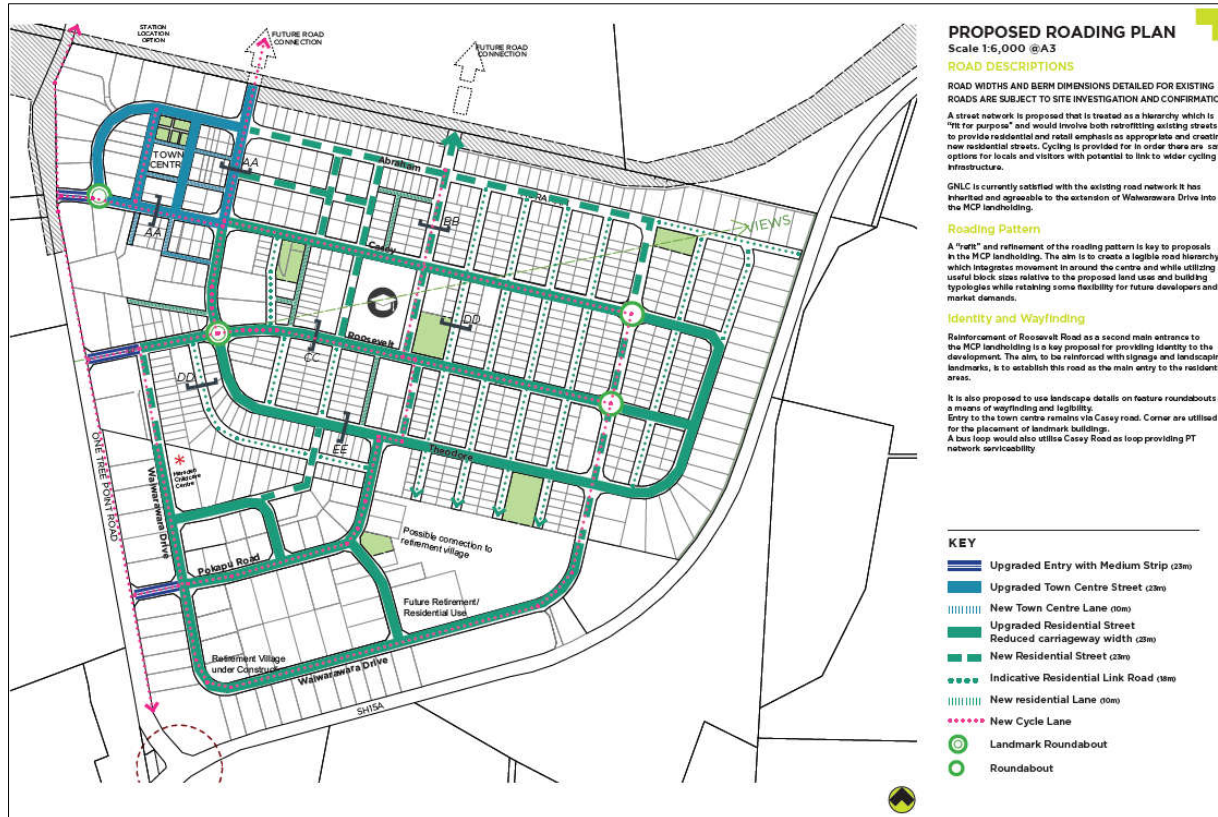 STATION
LOCATION
OPTION
FUTURE ROAD
CONNECTION
FUTURE ROAD
CONNECTION
TOWN
CENTR
AA
AA
Abraham
RA
BB
VIEWS
Casey
DD
Roosevelt
CC
DD
EE
Theodore
ONE TREE POINT ROAD
Waiwarawara Drive
Childcare
Centre
Pokapu Road
Possible connection to
retirement village
Future Retirement/
Residential Use
Retirement Village
under Construct
Waiwarawara Drive
SH15A
PROPOSED ROADING PLAN
Scale 1:6,000 @A3
ROAD DESCRIPTIONS
ROAD WIDTHS AND BERM DIMENSIONS DETAILED FOR EXISTING
ROADS ARE SUBJECT TO SITE INVESTIGATION AND CONFIRMATIO
A street network is proposed that is treated as a hierarchy which is
"fit for purpose" and would involve both retrofitting existing streets
to provide residential and retail emphasis as appropriate and creatin
new residential streets. Cycling is provided for in order there are sa
options for locals and visitors with potential to link to wider cycling
infrastructure.
GNLC is currently satisfied with the existing road network it has
inherited and agreeable to the extension of Waiwarawara Drive into
the MCP landholding.
Roading Pattern
A "refit" and refinement of the roading pattern is key to proposals
in the MCP landholding. The aim is to create a legible road hierarchy
which integrates movement in around the centre and while utilizing
useful block sizes relative to the proposed land uses and building
typologies while retaining some flexibility for future developers and
market demands.
Identity and Wayfinding
Reinforcement of Roosevelt Road as a second main entrance to
the MCP landholding is a key proposal for providing identity to the
development. The aim, to be reinforced with signage and landscapin
landmarks, is to establish this road as the main entry to the resident
areas.
It is also proposed to use landscape details on feature roundabouts
a means of wayfinding and legibility.
Entry to the town centre remains via Casey road. Corner are utilised
for the placement of landmark buildings.
A bus loop would also utilise Casey Road as loop providing PT
network serviceability
KEY
Upgraded Entry with Medium Strip (23m)
Upgraded Town Centre Street (23m)
New Town Centre Lane (10m)
Upgraded Residential Street
Reduced carriageway width (23m)
New Residential Street (23m)
Indicative Residential Link Road (18m)
New residential Lane (10m)
New Cycle Lane
Landmark Roundabout
Roundabout